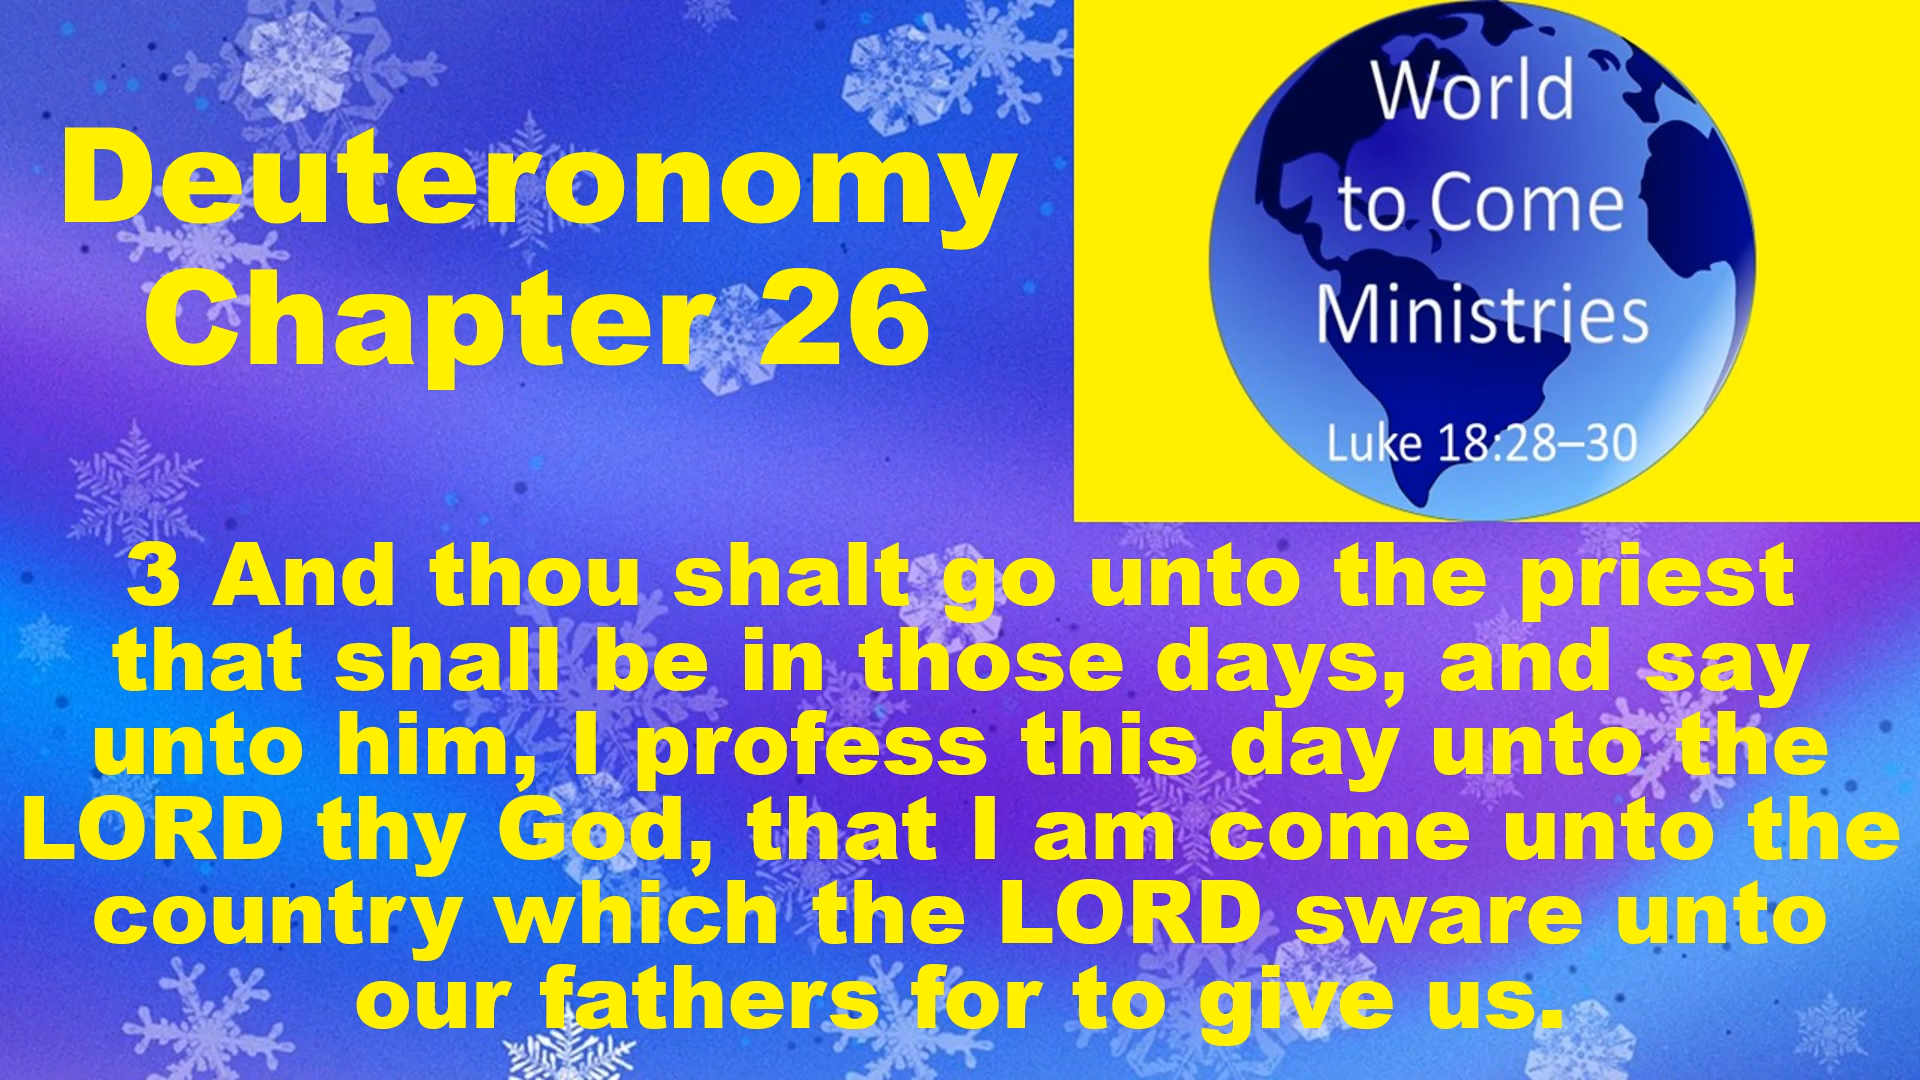 Deuteronomy
Chapter 26
World
to Come
Ministries
Luke 18:28–30
3 And thou shalt go unto the priest
that shall be in those days, and say
unto him, I profess this day unto the
LORD thy God, that I am come unto the
country which the LORD sware unto
our fathers for to give us.